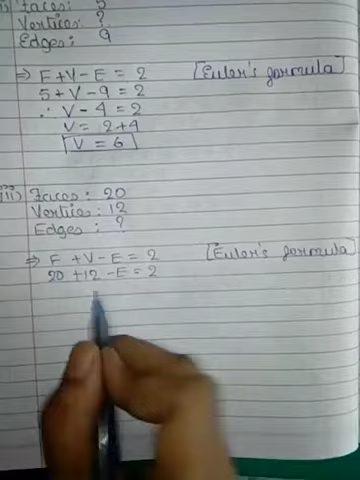 ii) Faces: 5
Vertices: ?
Edges: 9
⇒ F+V-E = 2 [Euler's formula]
5+V-9 = 2
∴ V-4 = 2
V = 2+4
V = 6
iii) Faces: 20
Vertices: 12
Edges: ?
⇒ F +V-E = 2 [Euler's formula]
20 +12 -E = 2